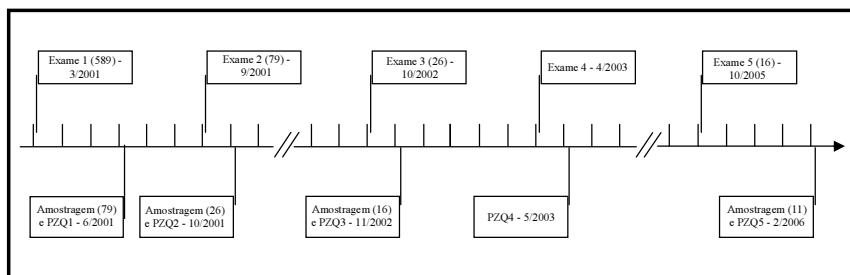 Exame 1 (589) -
3/2001
Exame 2 (79) -
9/2001
Exame 3 (26) -
10/2002
Exame 4 - 4/2003
Exame 5 (16) -
10/2005
Amostragem (79)
e PZQ1 - 6/2001
Amostragem (26)
e PZQ2 - 10/2001
Amostragem (16)
e PZQ3 - 11/2002
PZQ4 - 5/2003
Amostragem (11)
e PZQ5 - 2/2006